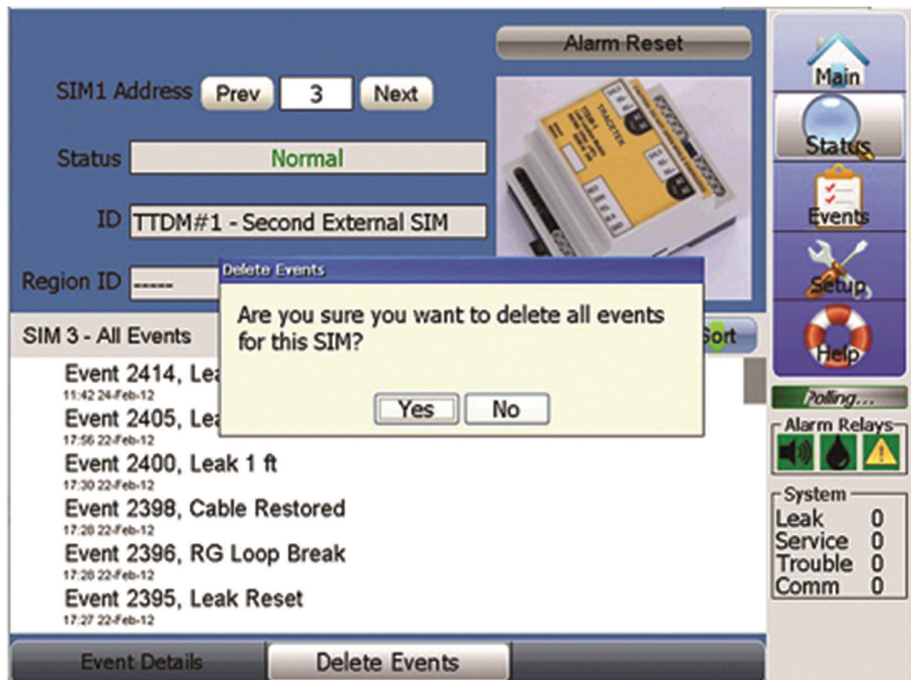 Alarm Reset
SIM1 Address Prev 3 Next
Status Normal
ID TTDM#1 - Second External SIM
Region ID -----
Delete Events
Are you sure you want to delete all events
for this SIM?
Yes No
SIM 3 - All Events
Sort
Event 2414, Lea
11:42 24-Feb-12
Event 2405, Lea
17:56 22-Feb-12
Event 2400, Leak 1 ft
17:30 22-Feb-12
Event 2398, Cable Restored
17:28 22-Feb-12
Event 2396, RG Loop Break
17:28 22-Feb-12
Event 2395, Leak Reset
17:27 22-Feb-12
Event Details Delete Events
Main
Status
Events
Setup
Help
Polling...
Alarm Relays
System
Leak 0
Service 0
Trouble 0
Comm 0
TRACETEK
TTDM-1